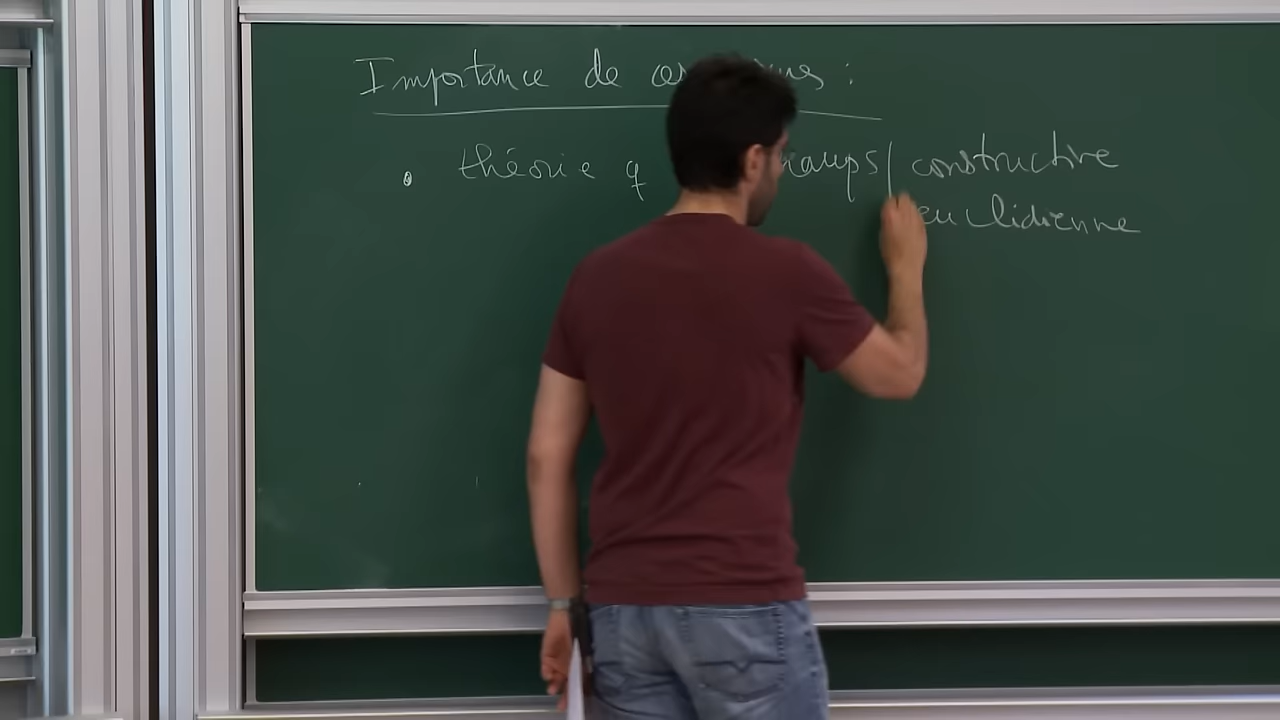 Importance de :
• théorie q / constructive
euclidienne